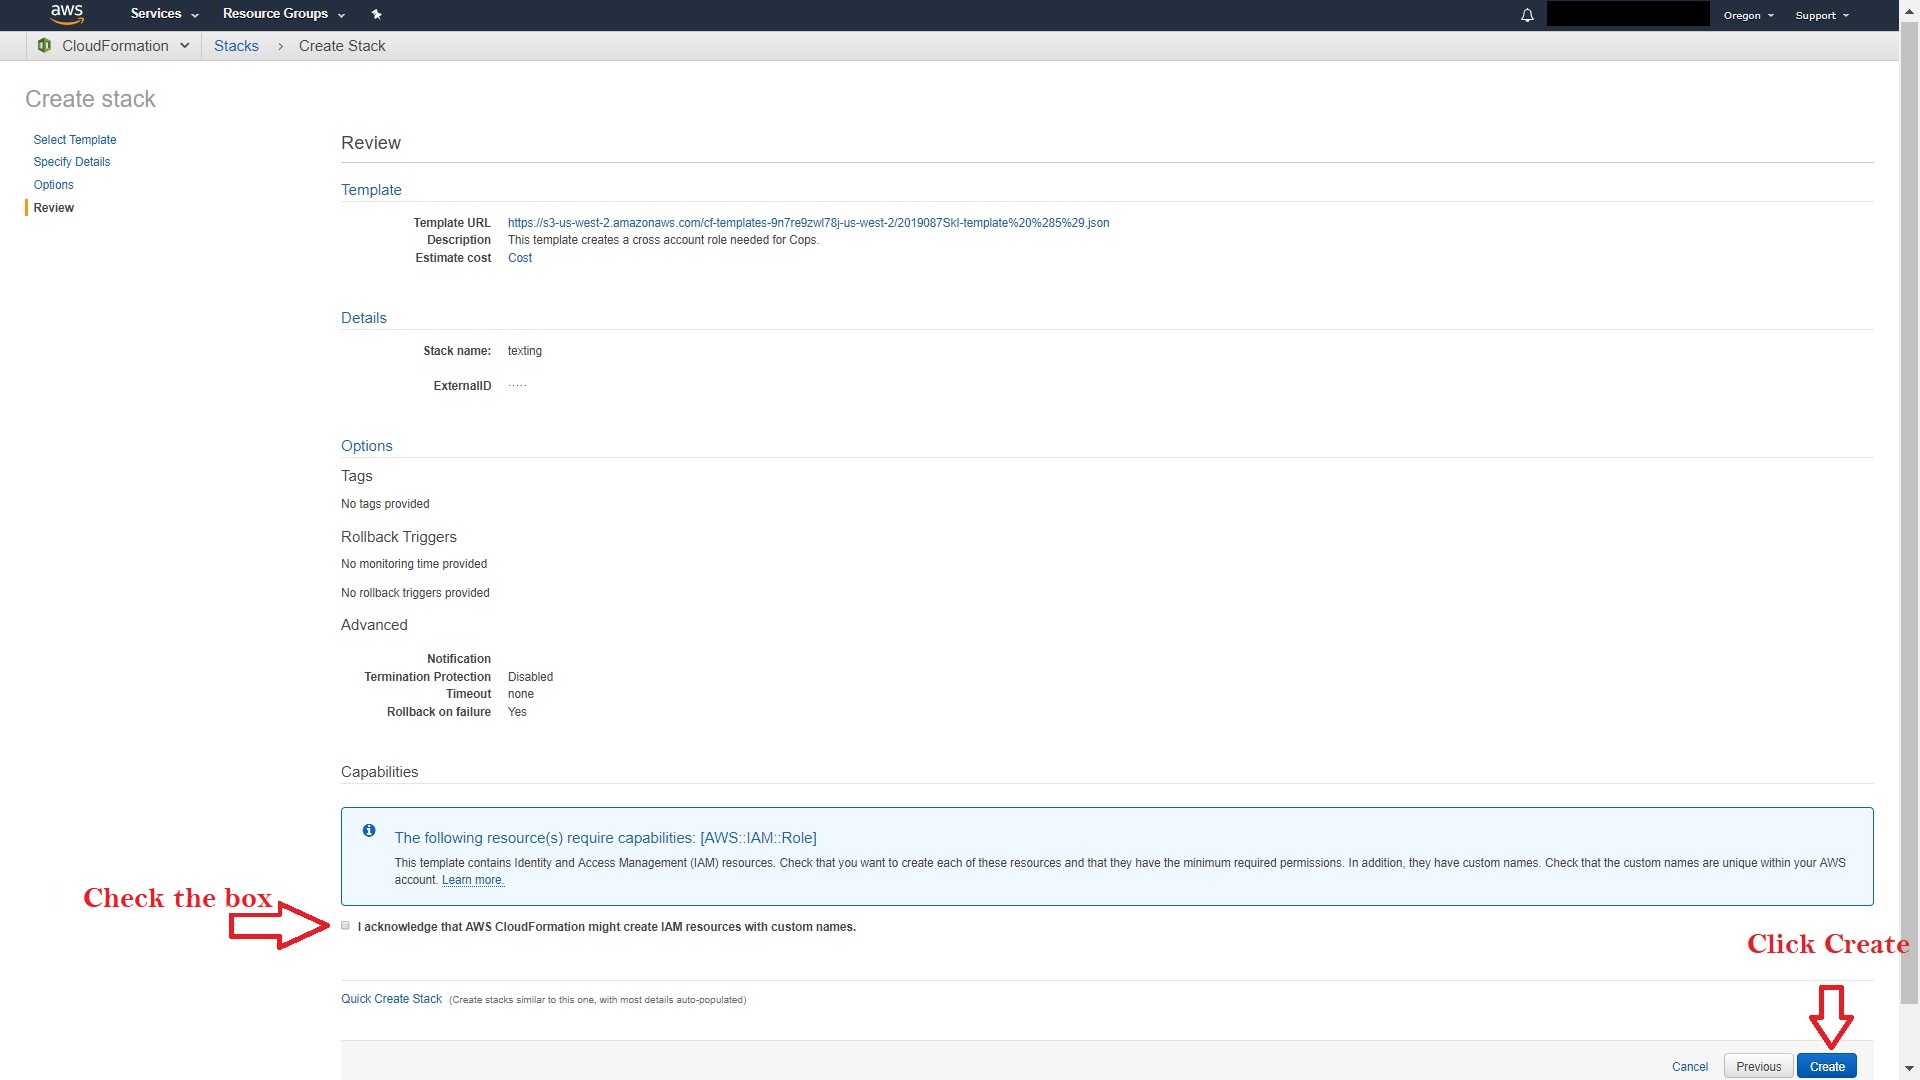 aws Services Resource Groups Oregon Support
CloudFormation Stacks > Create Stack
Create stack
Select Template
Specify Details
Options
Review
Review
Template
Template URL https://s3-us-west-2.amazonaws.com/cf-templates-9n7re9zwl78j-us-west-2/2019087Skl-template%20%285%29.json
Description This template creates a cross account role needed for Cops.
Estimate cost Cost
Details
Stack name: texting
ExternalID ·····
Options
Tags
No tags provided
Rollback Triggers
No monitoring time provided
No rollback triggers provided
Advanced
Notification
Termination Protection Disabled
Timeout none
Rollback on failure Yes
Capabilities
The following resource(s) require capabilities: [AWS::IAM::Role]
This template contains Identity and Access Management (IAM) resources. Check that you want to create each of these resources and that they have the minimum required permissions. In addition, they have custom names. Check that the custom names are unique within your AWS
account. Learn more.
Check the box
I acknowledge that AWS CloudFormation might create IAM resources with custom names.
Click Create
Quick Create Stack (Create stacks similar to this one, with most details auto-populated)
Cancel Previous Create